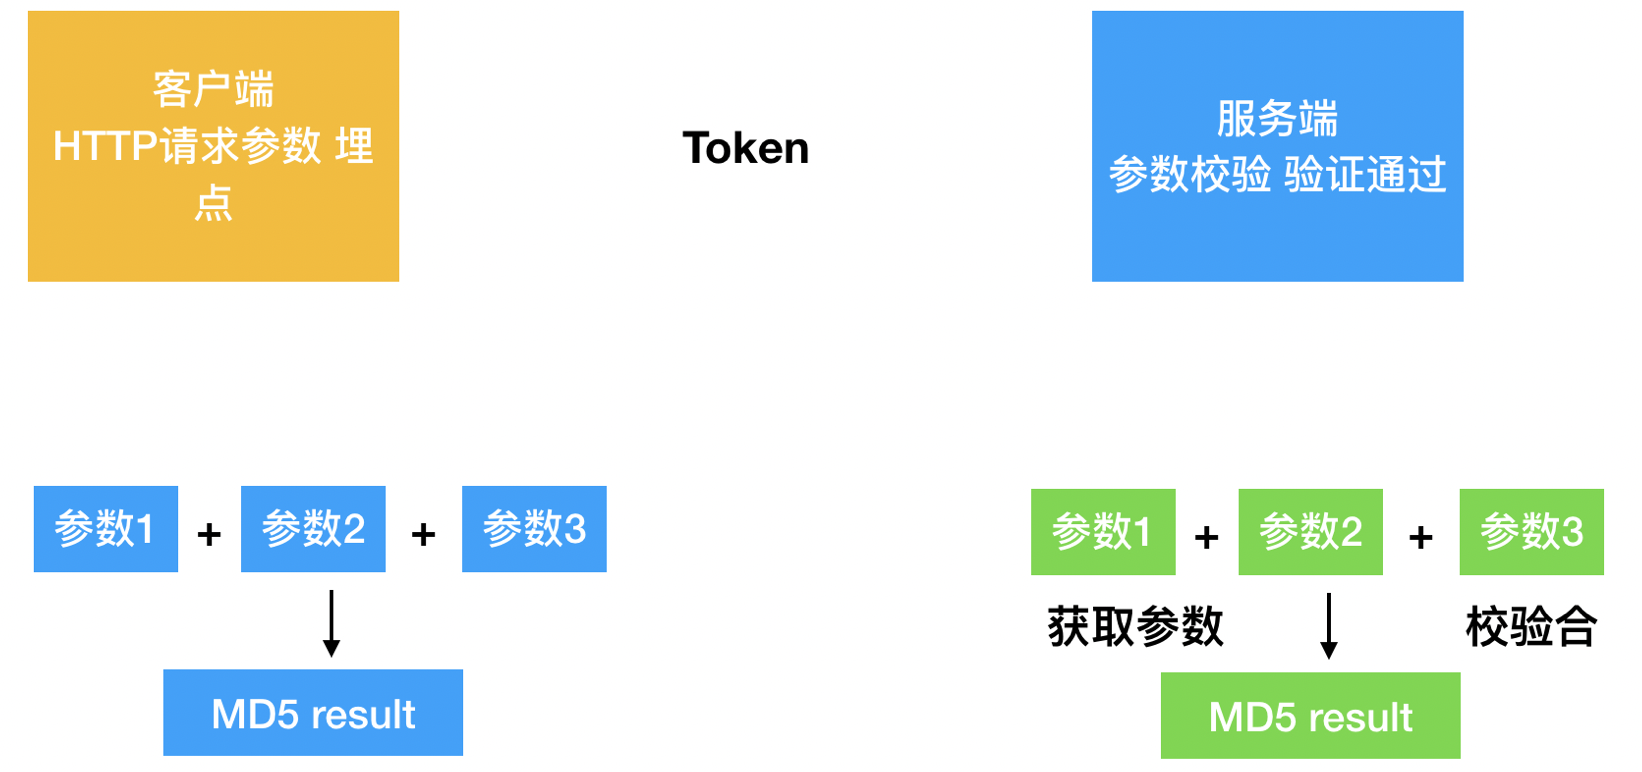 客户端
HTTP请求参数 埋
点
Token
服务端
参数校验 验证通过
参数1 + 参数2 + 参数3
MD5 result
参数1 + 参数2 + 参数3
获取参数 校验合
MD5 result